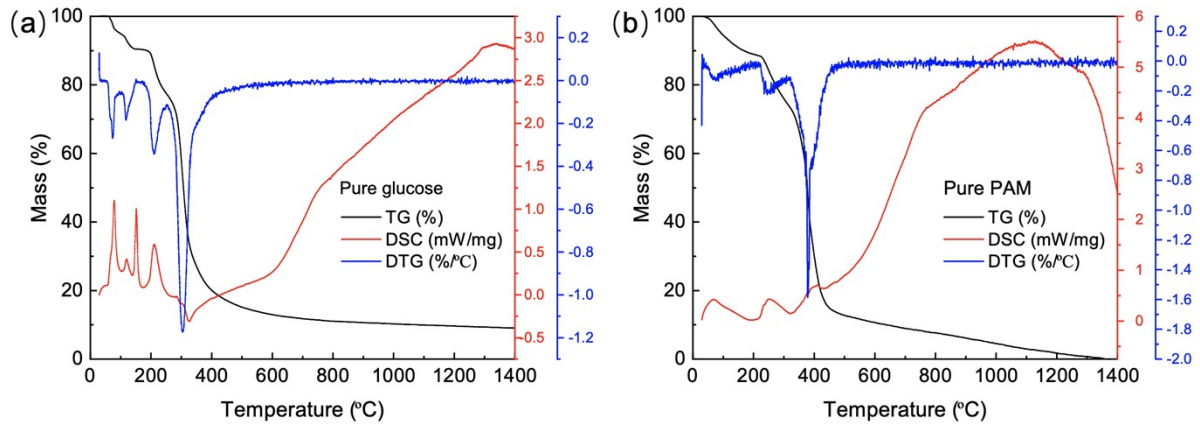 (a)
100
80
60
40
20
0
Mass (%)
0 200 400 600 800 1000 1200 1400
Temperature (ºC)
Pure glucose
TG (%)
DSC (mW/mg)
DTG (%/ºC)
3.0
2.5
2.0
1.5
1.0
0.5
0.0
-0.5
0.2
0.0
-0.2
-0.4
-0.6
-0.8
-1.0
-1.2
(b)
100
80
60
40
20
0
Mass (%)
0 200 400 600 800 1000 1200 1400
Temperature (ºC)
Pure PAM
TG (%)
DSC (mW/mg)
DTG (%/ºC)
6
5
4
3
2
1
0
0.2
0.0
-0.2
-0.4
-0.6
-0.8
-1.0
-1.2
-1.4
-1.6
-1.8
-2.0